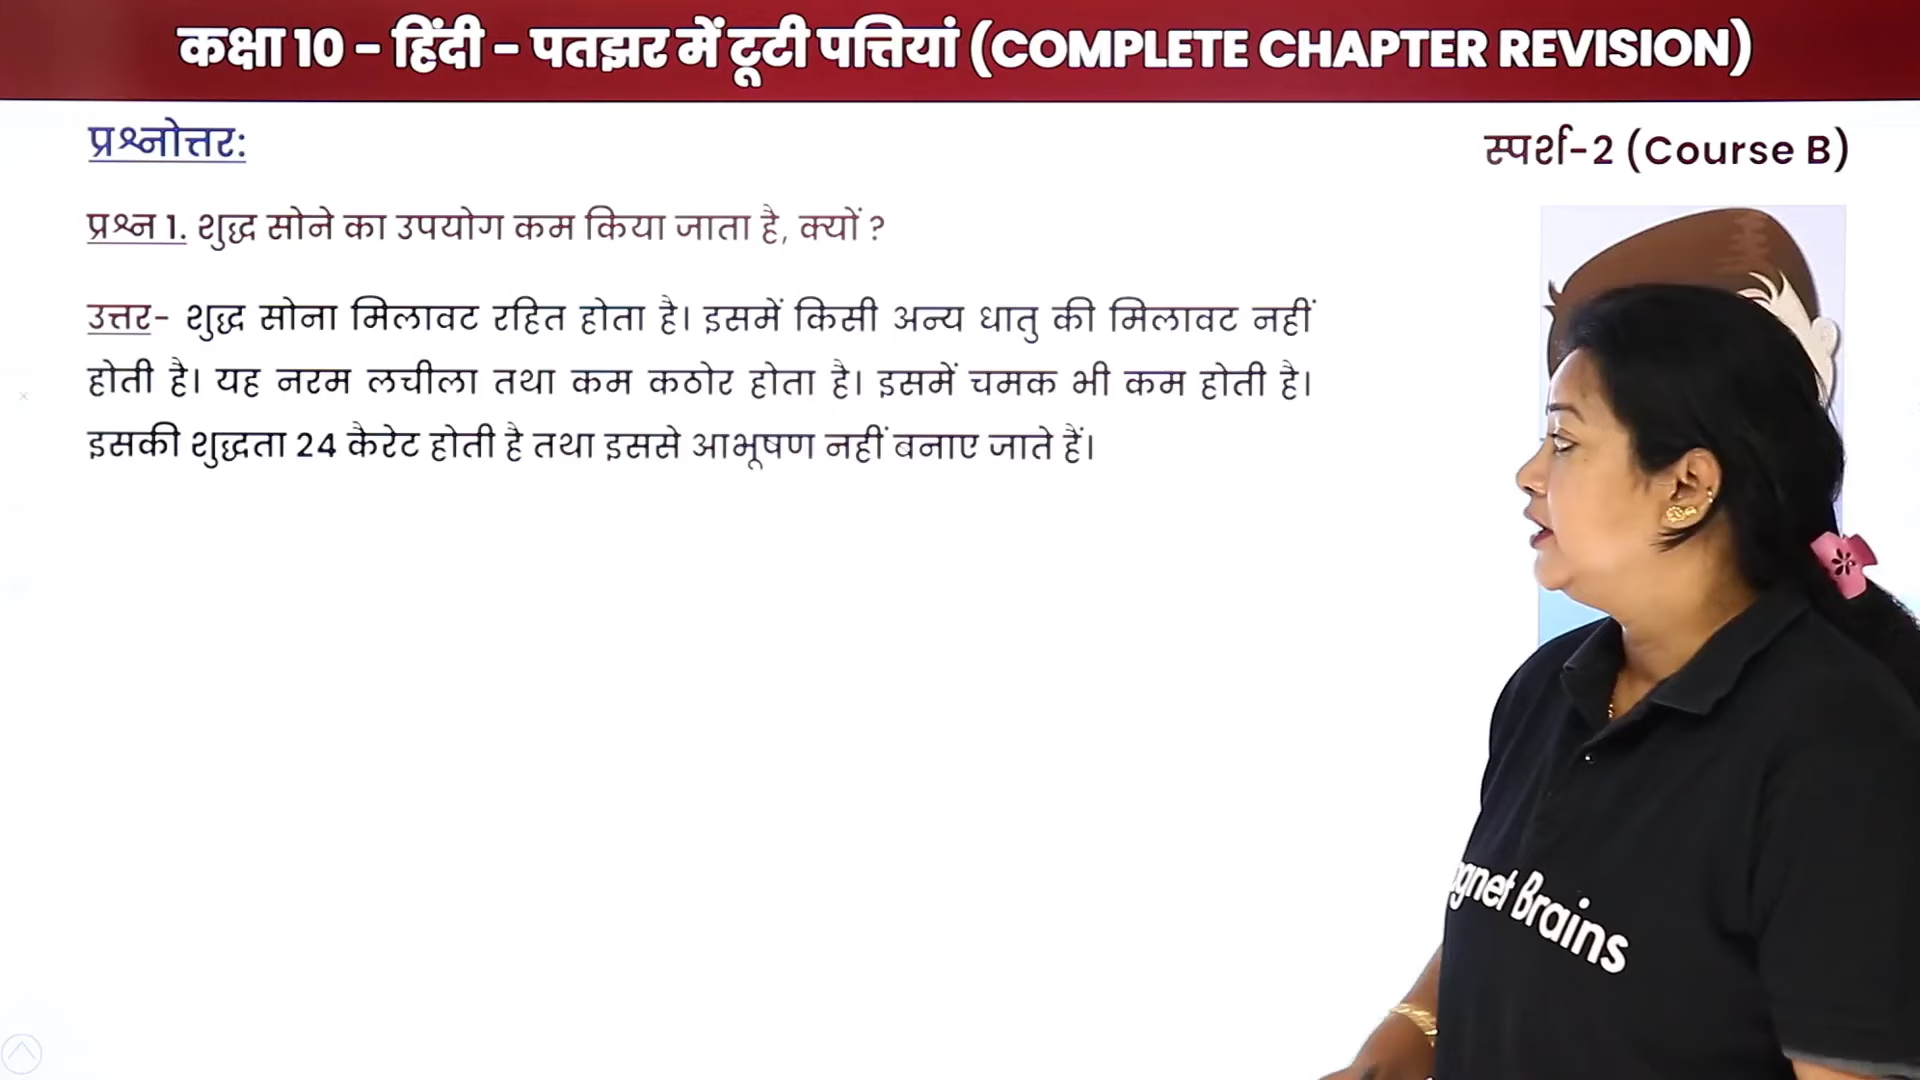 कक्षा 10 - हिंदी - पतझर में टूटी पत्तियां (COMPLETE CHAPTER REVISION)
प्रश्नोत्तर:
स्पर्श-2 (Course B)
प्रश्न 1. शुद्ध सोने का उपयोग कम किया जाता है, क्यों ?
उत्तर- शुद्ध सोना मिलावट रहित होता है। इसमें किसी अन्य धातु की मिलावट नहीं
होती है। यह नरम लचीला तथा कम कठोर होता है। इसमें चमक भी कम होती है।
इसकी शुद्धता 24 कैरेट होती है तथा इससे आभूषण नहीं बनाए जाते हैं।
gnet Brains